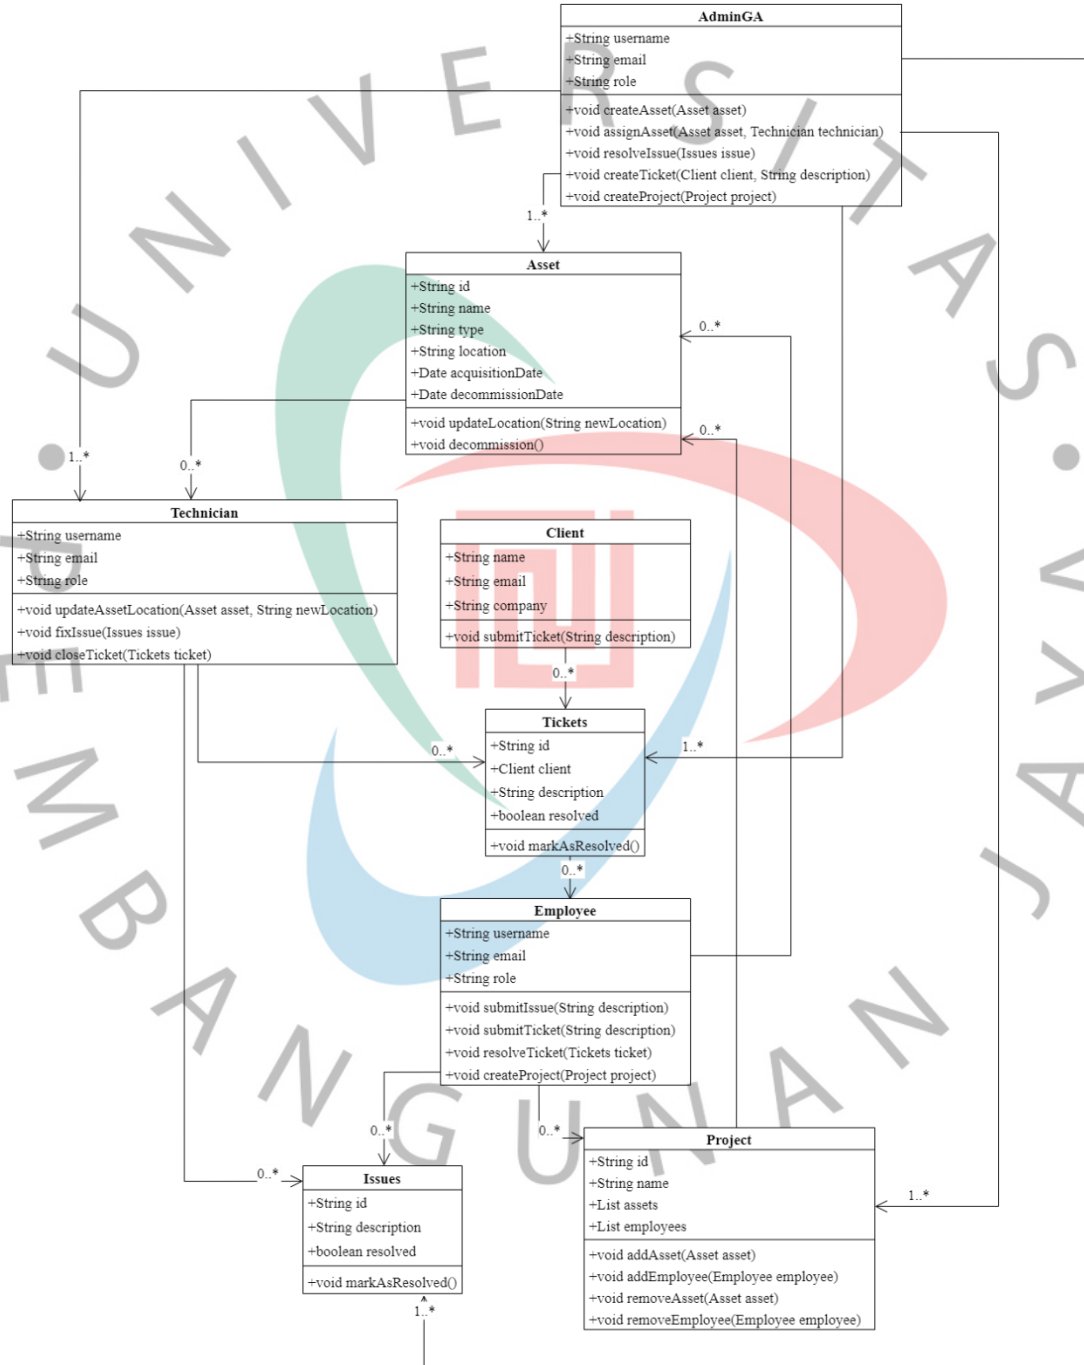 AdminGA
+String username
+String email
+String role
+void createAsset(Asset asset)
+void assignAsset(Asset asset, Technician technician)
+void resolveIssue(Issues issue)
+void createTicket(Client client, String description)
+void createProject(Project project)
1..*
Asset
+String id
+String name
+String type
+String location
+Date acquisitionDate
+Date decommissionDate
+void updateLocation(String newLocation)
+void decommission()
0..*
0..*
1..*
0..*
Technician
+String username
+String email
+String role
+void updateAssetLocation(Asset asset, String newLocation)
+void fixIssue(Issues issue)
+void closeTicket(Tickets ticket)
Client
+String name
+String email
+String company
+void submitTicket(String description)
0..*
Tickets
+String id
+Client client
+String description
+boolean resolved
+void markAsResolved()
0..*
1..*
0..*
Employee
+String username
+String email
+String role
+void submitIssue(String description)
+void submitTicket(String description)
+void resolveTicket(Tickets ticket)
+void createProject(Project project)
0..*
0..*
0..*
Issues
+String id
+String description
+boolean resolved
+void markAsResolved()
1..*
Project
+String id
+String name
+List assets
+List employees
+void addAsset(Asset asset)
+void addEmployee(Employee employee)
+void removeAsset(Asset asset)
+void removeEmployee(Employee employee)
1..*
UNIVERSITAS
PEMBANGUNAN JAYA